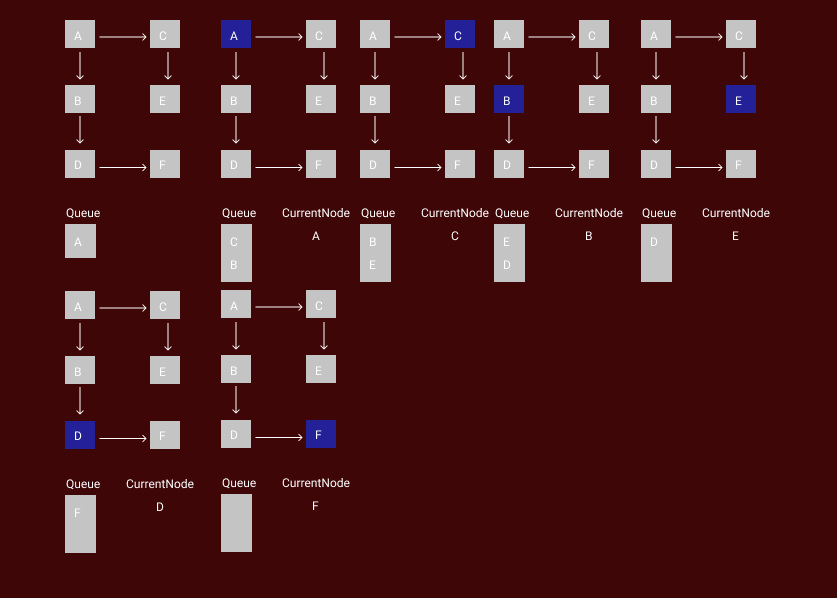 A C A C A C A C A C
B E B E B E B E B E
D F D F D F D F D F
Queue Queue CurrentNode Queue CurrentNode Queue CurrentNode Queue CurrentNode
A C A B C E B D E
B E D
A C A C
B E B E
D F D F
Queue CurrentNode Queue CurrentNode
F D F